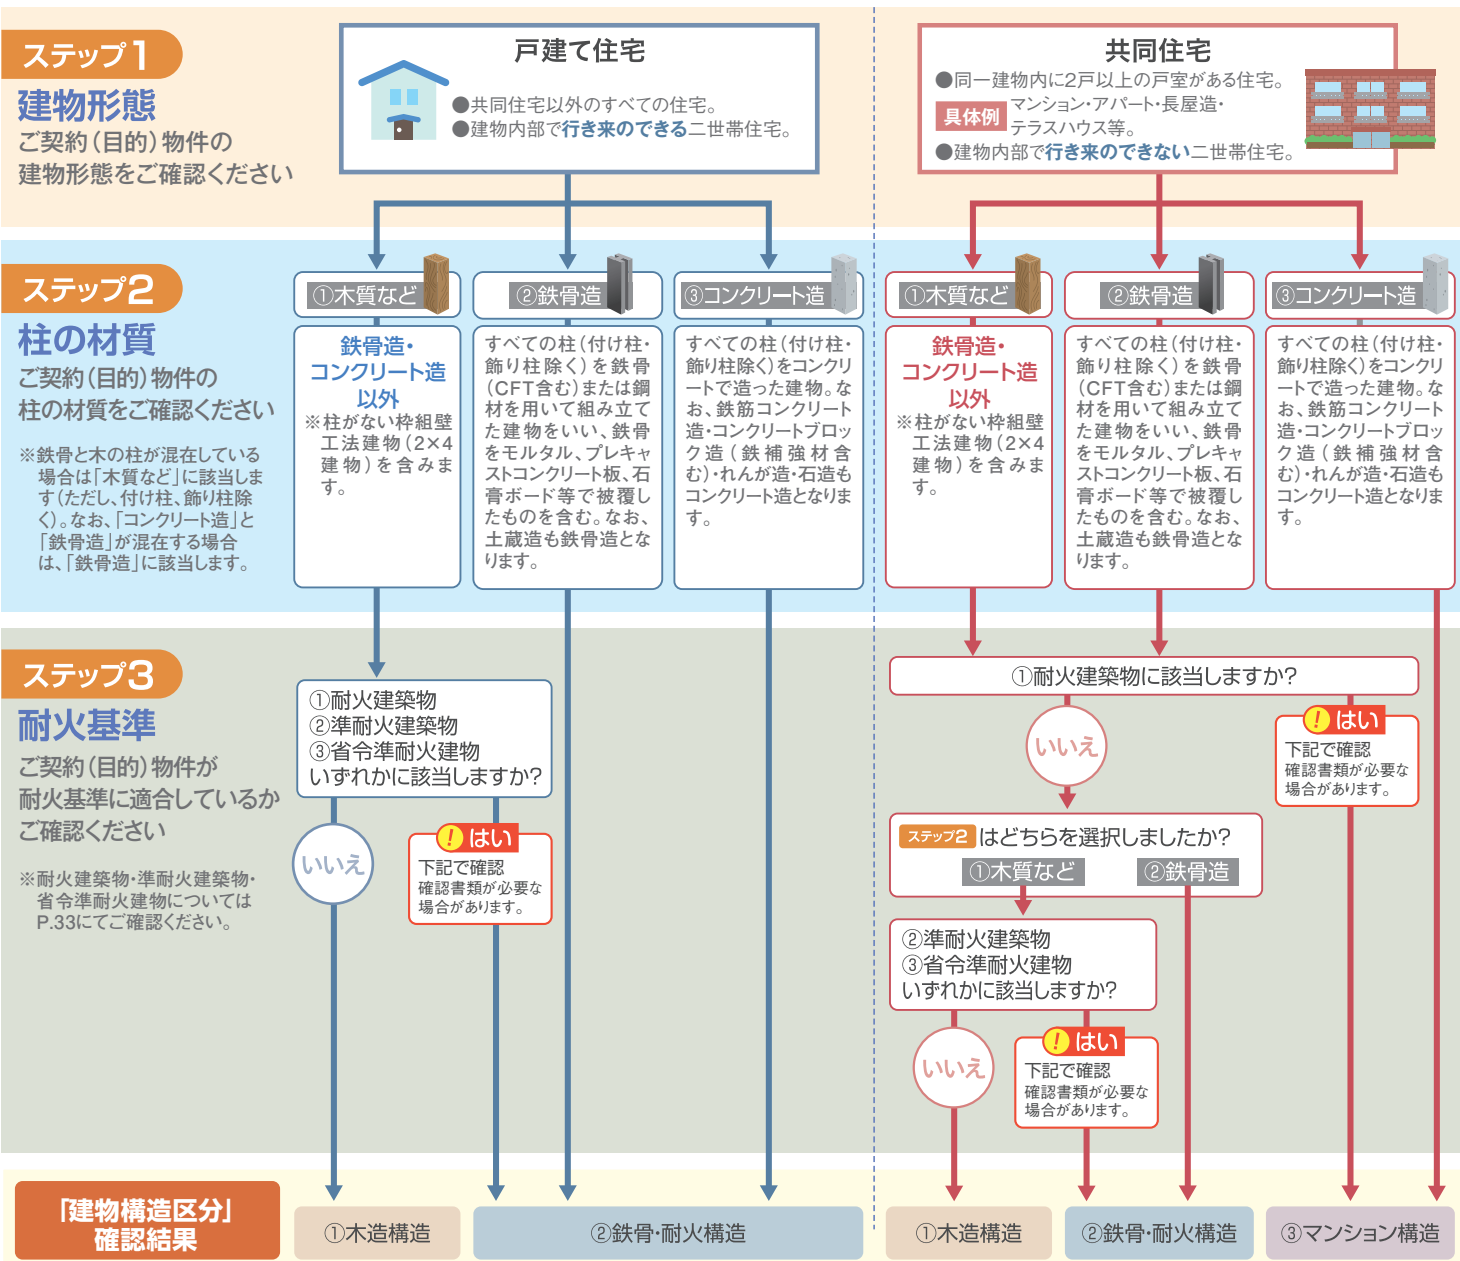 ステップ1
建物形態
ご契約(目的)物件の
建物形態をご確認ください
戸建て住宅
●共同住宅以外のすべての住宅。
●建物内部で行き来のできる二世帯住宅。
共同住宅
●同一建物内に2戸以上の戸室がある住宅。
具体例
マンション・アパート・長屋造・
テラスハウス等。
●建物内部で行き来のできない二世帯住宅。
ステップ2
柱の材質
ご契約(目的)物件の
柱の材質をご確認ください
※鉄骨と木の柱が混在している
場合は「木質など」に該当しま
す(ただし、付け柱、飾り柱除
く)。なお、「コンクリート造」と
「鉄骨造」が混在する場合
は、「鉄骨造」に該当します。
①木質など
鉄骨造・
コンクリート造
以外
※柱がない枠組壁
工法建物(2×4
建物)を含みま
す。
②鉄骨造
すべての柱(付け柱・
飾り柱除く)を鉄骨
(CFT含む)または鋼
材を用いて組み立て
た建物をいい、鉄骨
をモルタル、プレキャ
ストコンクリート板、石
膏ボード等で被覆し
たものを含む。なお、
土蔵造も鉄骨造とな
ります。
③コンクリート造
すべての柱(付け柱・
飾り柱除く)をコンクリ
ートで造った建物。な
お、鉄筋コンクリート
造・コンクリートブロッ
ク造(鉄補強材含
む)・れんが造・石造も
コンクリート造となりま
す。
①木質など
鉄骨造・
コンクリート造
以外
※柱がない枠組壁
工法建物(2×4
建物)を含みま
す。
②鉄骨造
すべての柱(付け柱・
飾り柱除く)を鉄骨
(CFT含む)または鋼
材を用いて組み立て
た建物をいい、鉄骨
をモルタル、プレキャ
ストコンクリート板、石
膏ボード等で被覆し
たものを含む。なお、
土蔵造も鉄骨造とな
ります。
③コンクリート造
すべての柱(付け柱・
飾り柱除く)をコンクリ
ートで造った建物。な
お、鉄筋コンクリート
造・コンクリートブロッ
ク造(鉄補強材含
む)・れんが造・石造も
コンクリート造となりま
す。
ステップ3
耐火基準
ご契約(目的)物件が
耐火基準に適合しているか
ご確認ください
※耐火建築物・準耐火建築物・
省令準耐火建物については
P.33にてご確認ください。
①耐火建築物
②準耐火建築物
③省令準耐火建物
いずれかに該当しますか?
いいえ
! はい
下記で確認
確認書類が必要な
場合があります。
①耐火建築物に該当しますか?
いいえ
! はい
下記で確認
確認書類が必要な
場合があります。
ステップ2 はどちらを選択しましたか?
①木質など
②鉄骨造
②準耐火建築物
③省令準耐火建物
いずれかに該当しますか?
いいえ
! はい
下記で確認
確認書類が必要な
場合があります。
「建物構造区分」
確認結果
①木造構造
②鉄骨・耐火構造
①木造構造
②鉄骨・耐火構造
③マンション構造